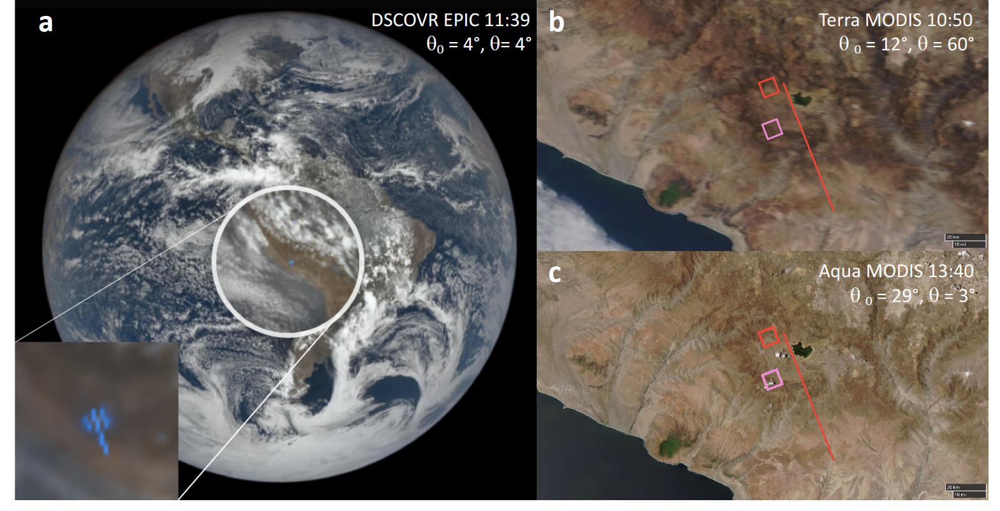 a
DSCOVR EPIC 11:39
θ₀ = 4°, θ= 4°
b
Terra MODIS 10:50
θ ₀ = 12°, θ = 60°
20 km
10 mi
c
Aqua MODIS 13:40
θ ₀ = 29°, θ = 3°
20 km
10 mi